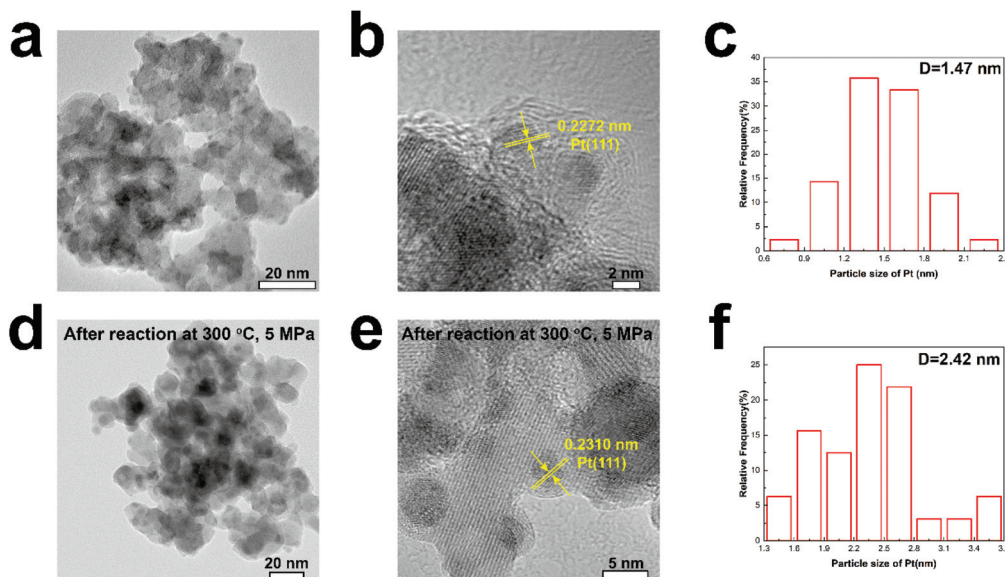 a
20 nm
b
0.2272 nm
Pt(111)
2 nm
c
D=1.47 nm
Relative Frequency(%)
40
35
30
25
20
15
10
5
0
0.6 0.9 1.2 1.5 1.8 2.1 2.
Particle size of Pt (nm)
d
After reaction at 300 °C, 5 MPa
20 nm
e
After reaction at 300 °C, 5 MPa
0.2310 nm
Pt(111)
5 nm
f
D=2.42 nm
Relative Frequency(%)
25
20
15
10
5
0
1.3 1.6 1.9 2.2 2.5 2.8 3.1 3.4 3.
Particle size of Pt(nm)